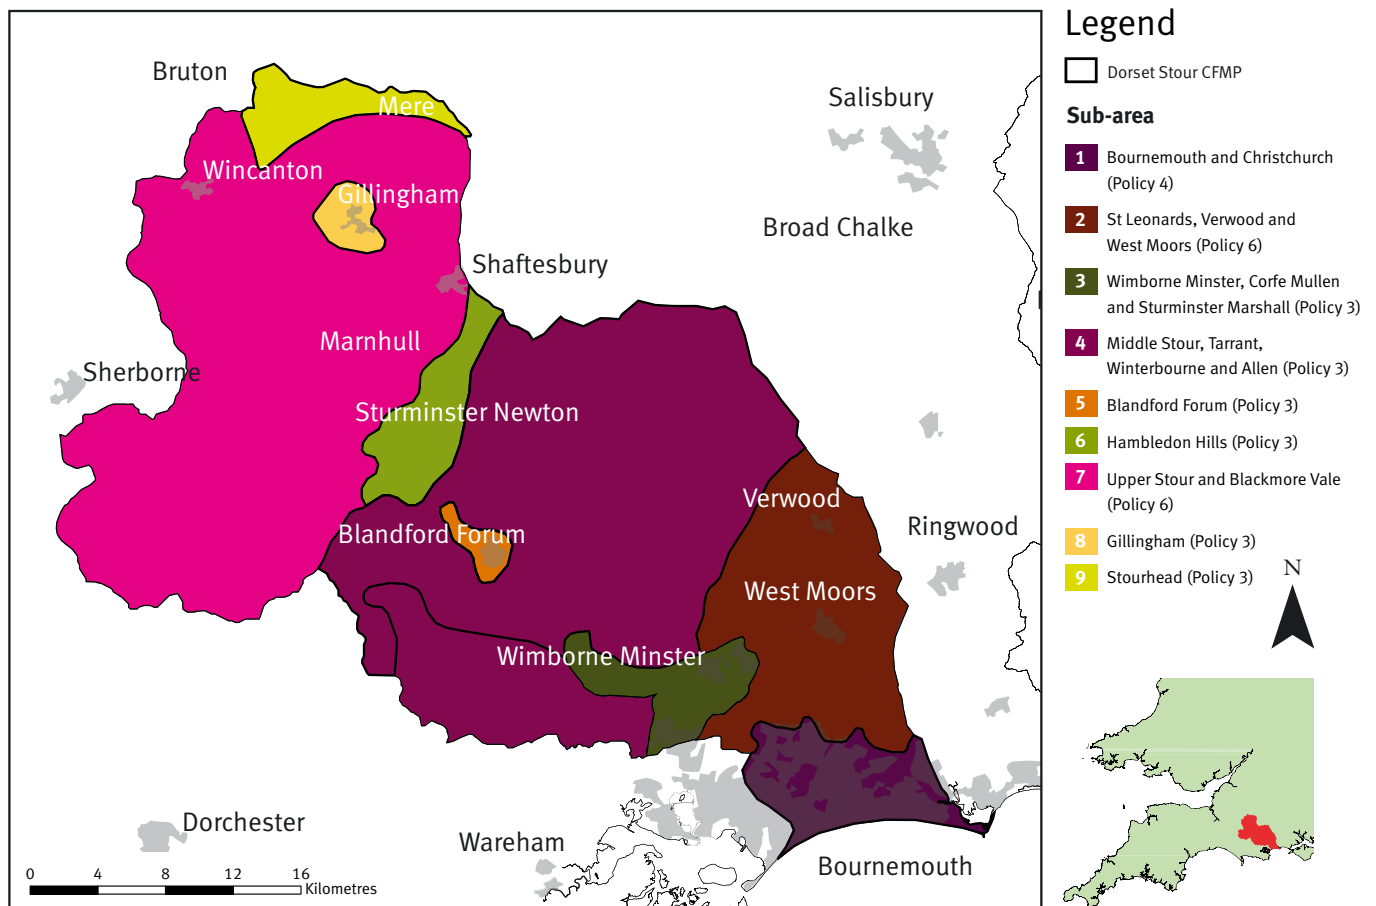 Bruton
Mere
Salisbury
Wincanton
Gillingham
Broad Chalke
Shaftesbury
Marnhull
Sherborne
Sturminster Newton
Verwood
Ringwood
Blandford Forum
West Moors
Wimborne Minster
Dorchester
Wareham
Bournemouth
0 4 8 12 16
Kilometres
Legend
Dorset Stour CFMP
Sub-area
1 Bournemouth and Christchurch
(Policy 4)
2 St Leonards, Verwood and
West Moors (Policy 6)
3 Wimborne Minster, Corfe Mullen
and Sturminster Marshall (Policy 3)
4 Middle Stour, Tarrant,
Winterbourne and Allen (Policy 3)
5 Blandford Forum (Policy 3)
6 Hambledon Hills (Policy 3)
7 Upper Stour and Blackmore Vale
(Policy 6)
8 Gillingham (Policy 3)
9 Stourhead (Policy 3)
N